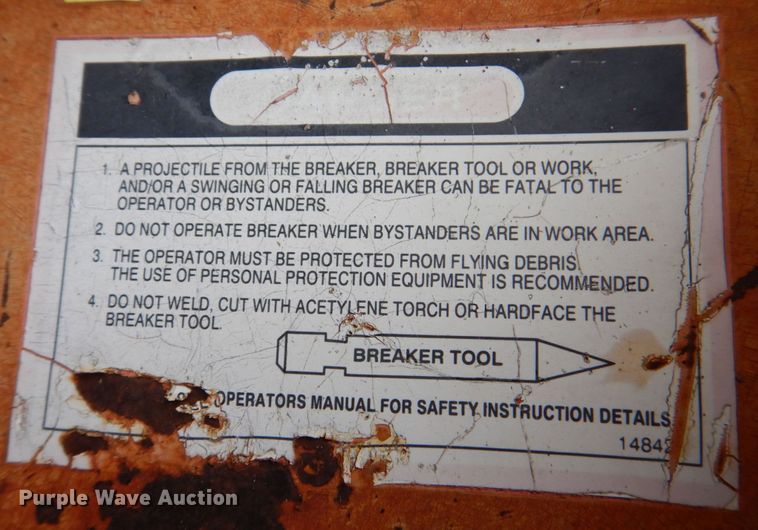 1. A PROJECTILE FROM THE BREAKER, BREAKER TOOL OR WORK,
AND/OR A SWINGING OR FALLING BREAKER CAN BE FATAL TO THE
OPERATOR OR BYSTANDERS.
2. DO NOT OPERATE BREAKER WHEN BYSTANDERS ARE IN WORK AREA.
3. THE OPERATOR MUST BE PROTECTED FROM FLYING DEBRIS.
THE USE OF PERSONAL PROTECTION EQUIPMENT IS RECOMMENDED.
4. DO NOT WELD, CUT WITH ACETYLENE TORCH OR HARDFACE THE
BREAKER TOOL.
BREAKER TOOL
OPERATORS MANUAL FOR SAFETY INSTRUCTION DETAILS
14842
Purple Wave Auction